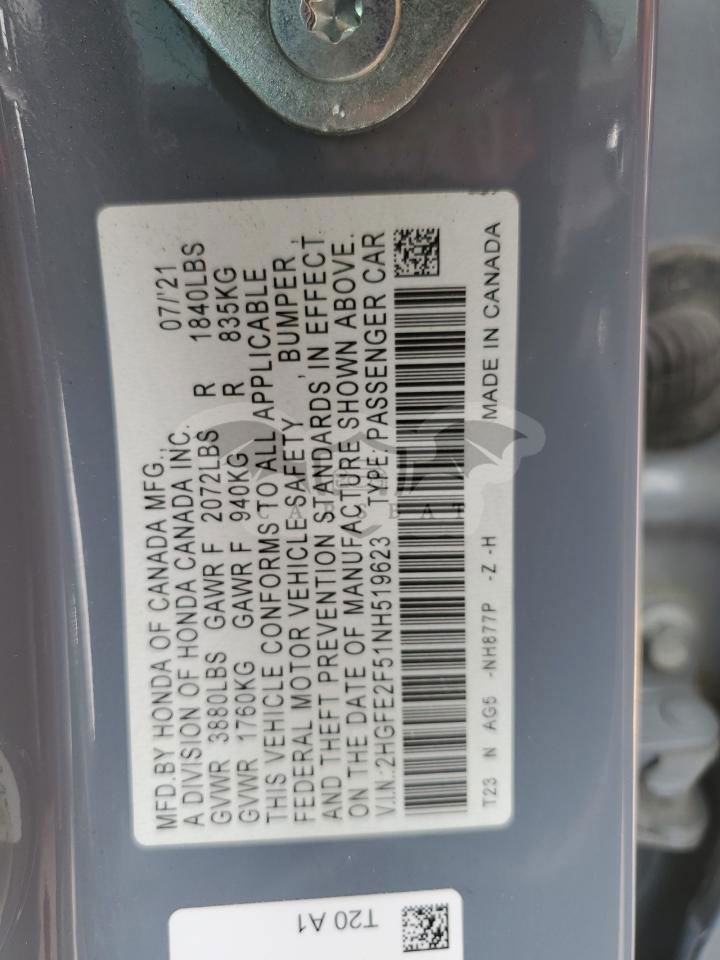 MFD.BY HONDA OF CANADA MFG., 07/'21
A DIVISION OF HONDA CANADA INC.
GVWR 3880LBS GAWR F 2072LBS R 1840LBS
GVWR 1760KG GAWR F 940KG R 835KG
THIS VEHICLE CONFORMS TO ALL APPLICABLE
FEDERAL MOTOR VEHICLE SAFETY , BUMPER ,
AND THEFT PREVENTION STANDARDS IN EFFECT
ON THE DATE OF MANUFACTURE SHOWN ABOVE.
V.I.N.:2HGFE2F51NH519623 TYPE: PASSENGER CAR
T23 N AG5 -NH877P -Z -H MADE IN CANADA
T20 A1